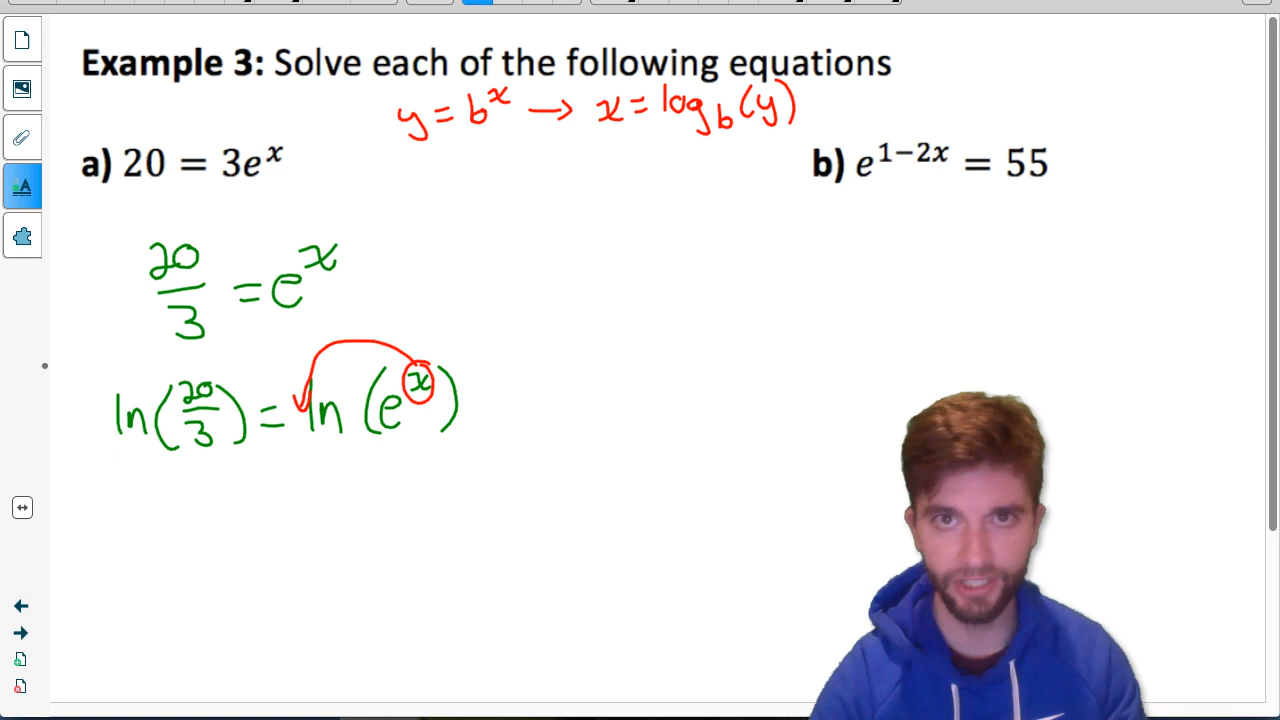 Example 3: Solve each of the following equations
y = b^x → x = log_b(y)
a) 20 = 3e^x
b) e^{1−2x} = 55
20/3 = e^x
ln(20/3) = ln(e^x)